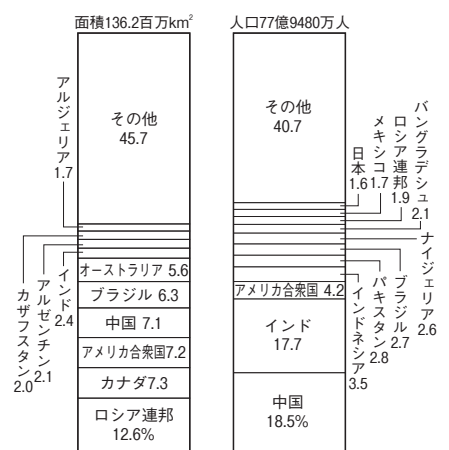 面積136.2百万km²
その他
45.7
アルジェリア
1.7
カザフスタン
2.0
アルゼンチン
2.1
インド
2.4
オーストラリア 5.6
ブラジル 6.3
中国 7.1
アメリカ合衆国7.2
カナダ7.3
ロシア連邦
12.6%
人口77億9480万人
その他
40.7
日本
1.6
メキシコ
1.7
ロシア連邦
1.9
バングラデシュ
2.1
ナイジェリア
2.6
ブラジル
2.7
パキスタン
2.8
インドネシア
3.5
アメリカ合衆国 4.2
インド
17.7
中国
18.5%